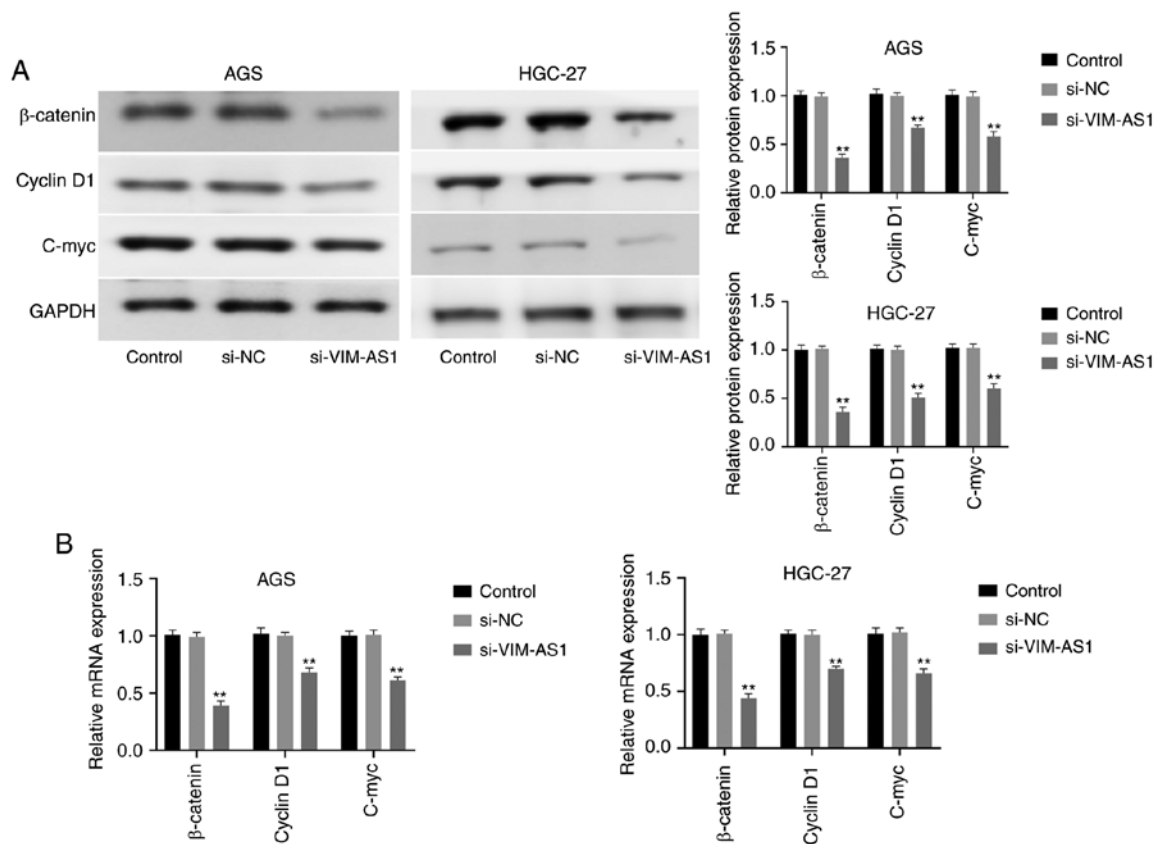 A
AGS
HGC-27
β-catenin
Cyclin D1
C-myc
GAPDH
Control si-NC si-VIM-AS1
Control si-NC si-VIM-AS1
AGS
Relative protein expression
1.5
1.0
0.5
0.0
** ** **
β-catenin
Cyclin D1
C-myc
Control
si-NC
si-VIM-AS1
HGC-27
Relative protein expression
1.5
1.0
0.5
0.0
** ** **
β-catenin
Cyclin D1
C-myc
Control
si-NC
si-VIM-AS1
B
AGS
Relative mRNA expression
1.5
1.0
0.5
0.0
** ** **
β-catenin
Cyclin D1
C-myc
Control
si-NC
si-VIM-AS1
HGC-27
Relative mRNA expression
1.5
1.0
0.5
0.0
** ** **
β-catenin
Cyclin D1
C-myc
Control
si-NC
si-VIM-AS1